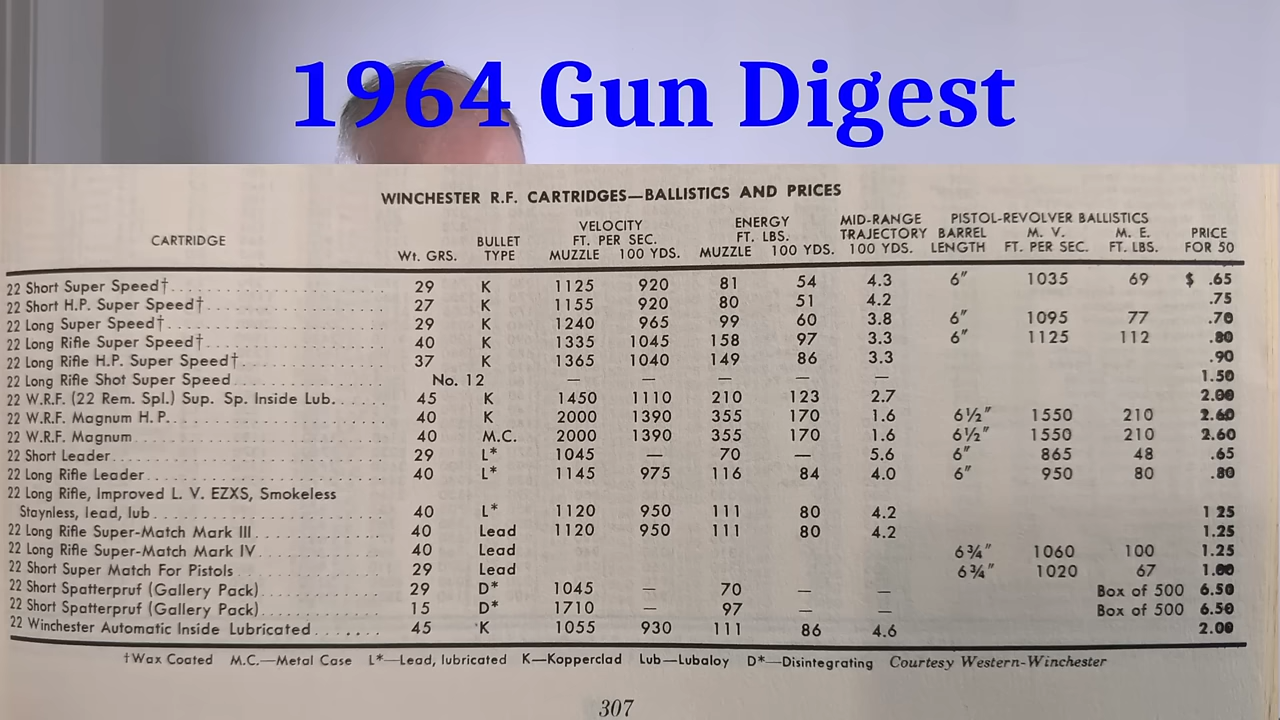 1964 Gun Digest
WINCHESTER R.F. CARTRIDGES—BALLISTICS AND PRICES
VELOCITY ENERGY MID-RANGE PISTOL-REVOLVER BALLISTICS
CARTRIDGE BULLET FT. PER SEC. FT. LBS. TRAJECTORY BARREL M. V. M. E. PRICE
Wt. GRS. TYPE MUZZLE 100 YDS. MUZZLE 100 YDS. 100 YDS. LENGTH FT. PER SEC. FT. LBS. FOR 50
22 Short Super Speed† 29 K 1125 920 81 54 4.3 6" 1035 69 $ .65
22 Short H.P. Super Speed† 27 K 1155 920 80 51 4.2 .75
22 Long Super Speed† 29 K 1240 965 99 60 3.8 6" 1095 77 .70
22 Long Rifle Super Speed† 40 K 1335 1045 158 97 3.3 6" 1125 112 .80
22 Long Rifle H.P. Super Speed† 37 K 1365 1040 149 86 3.3 .90
22 Long Rifle Shot Super Speed No. 12 — — — — — 1.50
22 W.R.F. (22 Rem. Spl.) Sup. Sp. Inside Lub. 45 K 1450 1110 210 123 2.7 2.00
22 W.R.F. Magnum H.P. 40 K 2000 1390 355 170 1.6 6½" 1550 210 2.60
22 W.R.F. Magnum 40 M.C. 2000 1390 355 170 1.6 6½" 1550 210 2.60
22 Short Leader 29 L* 1045 — 70 — 5.6 6" 865 48 .65
22 Long Rifle Leader 40 L* 1145 975 116 84 4.0 6" 950 80 .80
22 Long Rifle, Improved L. V. EZXS, Smokeless
Staynless, lead, lub 40 L* 1120 950 111 80 4.2 1 25
22 Long Rifle Super-Match Mark III 40 Lead 1120 950 111 80 4.2 1.25
22 Long Rifle Super-Match Mark IV 40 Lead 6¾" 1060 100 1.25
22 Short Super Match For Pistols 29 Lead 6¾" 1020 67 1.00
22 Short Spatterpruf (Gallery Pack) 29 D* 1045 — 70 — — Box of 500 6.50
22 Short Spatterpruf (Gallery Pack) 15 D* 1710 — 97 — — Box of 500 6.50
22 Winchester Automatic Inside Lubricated 45 K 1055 930 111 86 4.6 2.00
†Wax Coated M.C.—Metal Case L*—Lead, lubricated K—Kopperclad Lub—Lubaloy D*—Disintegrating Courtesy Western-Winchester
307